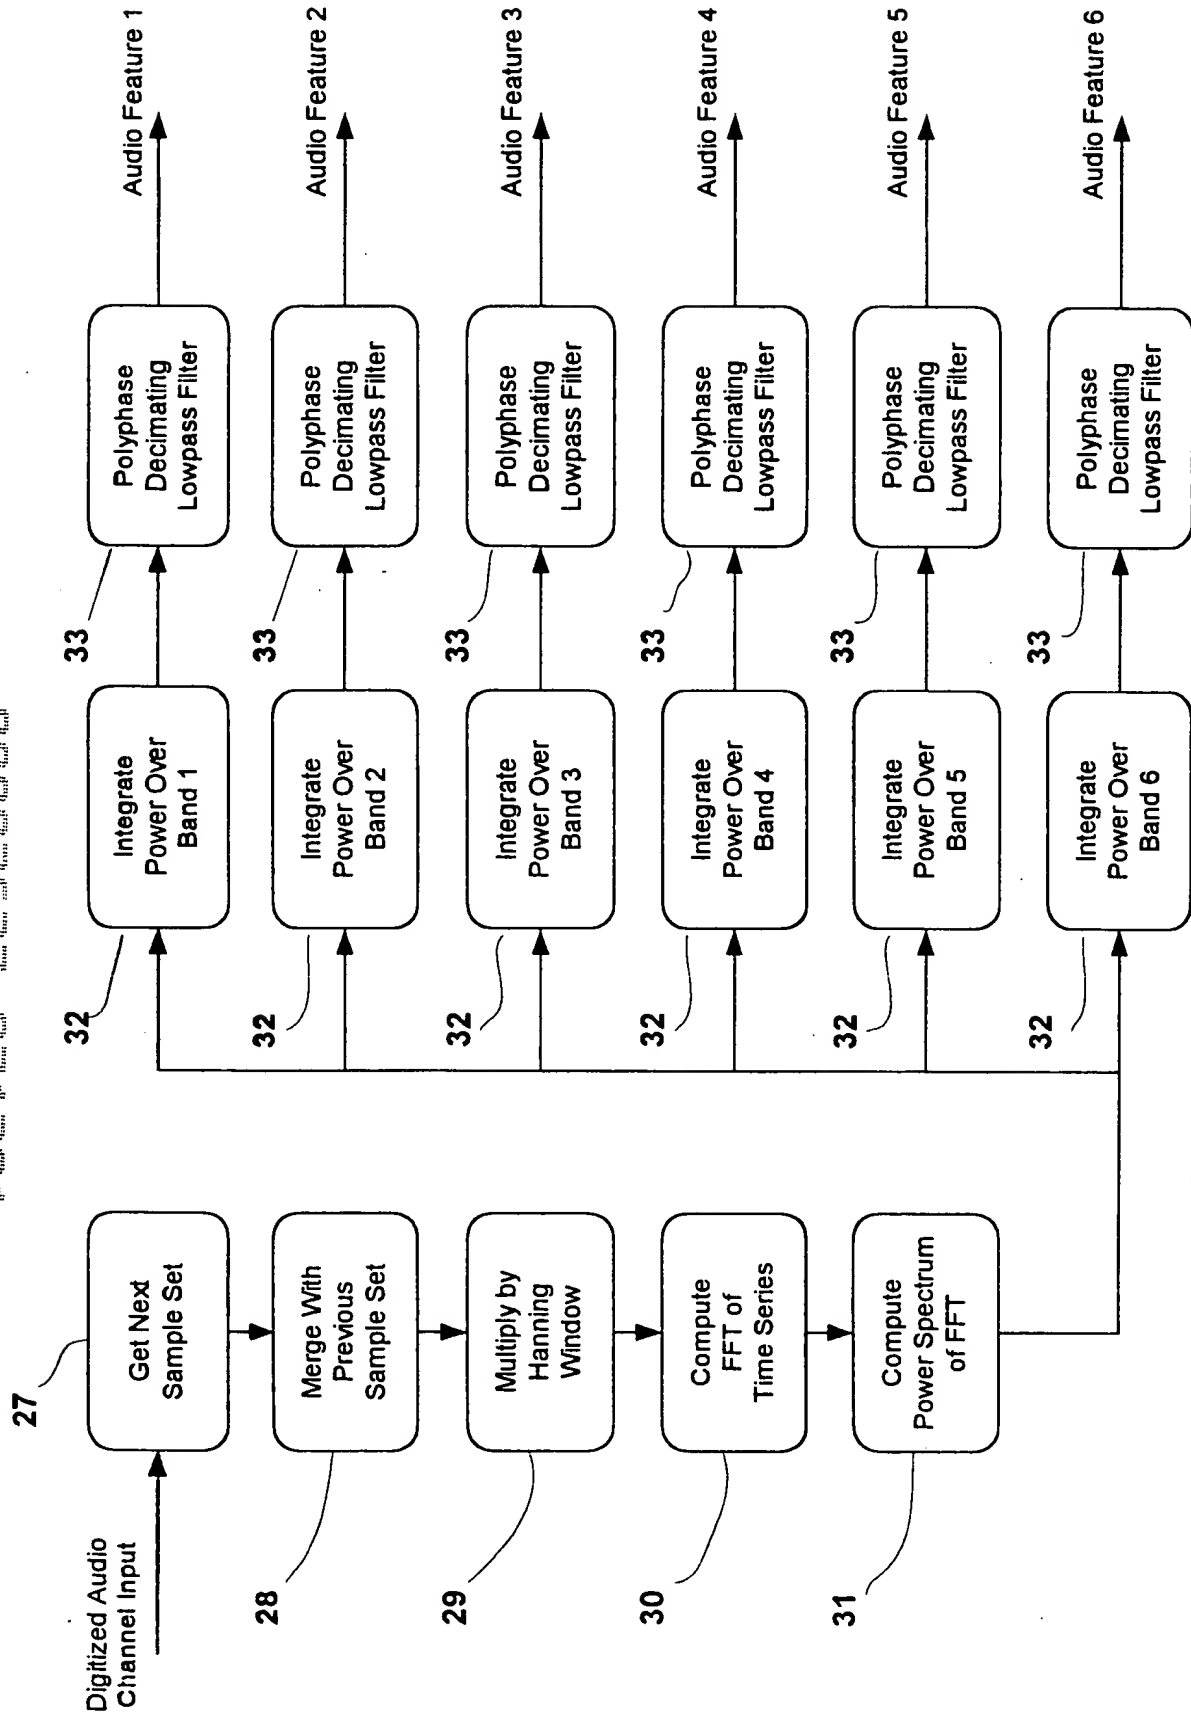 Digitized Audio
Channel Input
27
Get Next
Sample Set
28
Merge With
Previous
Sample Set
29
Multiply by
Hanning
Window
30
Compute
FFT of
Time Series
31
Compute
Power Spectrum
of FFT
32
Integrate
Power Over
Band 1
33
Polyphase
Decimating
Lowpass Filter
Audio Feature 1
32
Integrate
Power Over
Band 2
33
Polyphase
Decimating
Lowpass Filter
Audio Feature 2
32
Integrate
Power Over
Band 3
33
Polyphase
Decimating
Lowpass Filter
Audio Feature 3
32
Integrate
Power Over
Band 4
33
Polyphase
Decimating
Lowpass Filter
Audio Feature 4
32
Integrate
Power Over
Band 5
33
Polyphase
Decimating
Lowpass Filter
Audio Feature 5
32
Integrate
Power Over
Band 6
33
Polyphase
Decimating
Lowpass Filter
Audio Feature 6